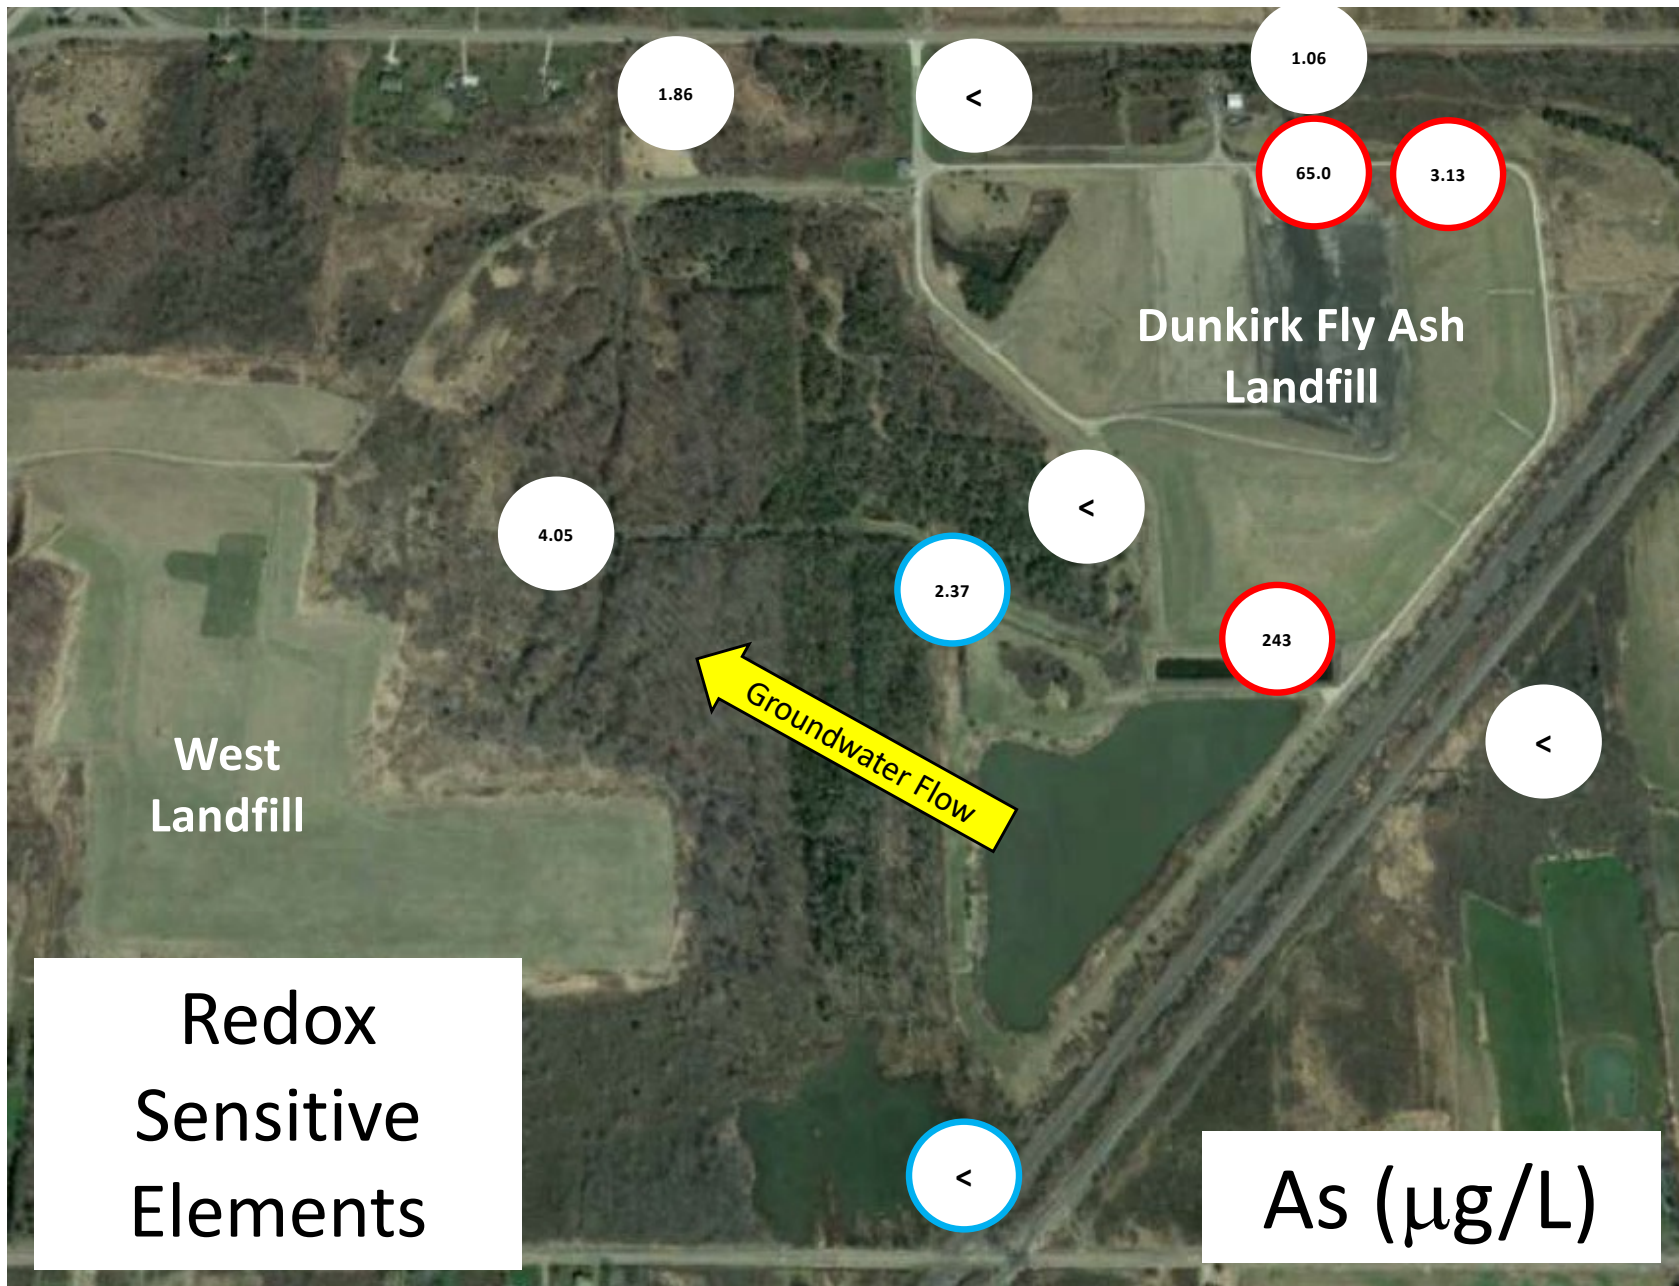 1.86
<
1.06
65.0
3.13
Dunkirk Fly Ash
Landfill
4.05
<
2.37
243
Groundwater Flow
<
West
Landfill
Redox
Sensitive
Elements
<
As (μg/L)